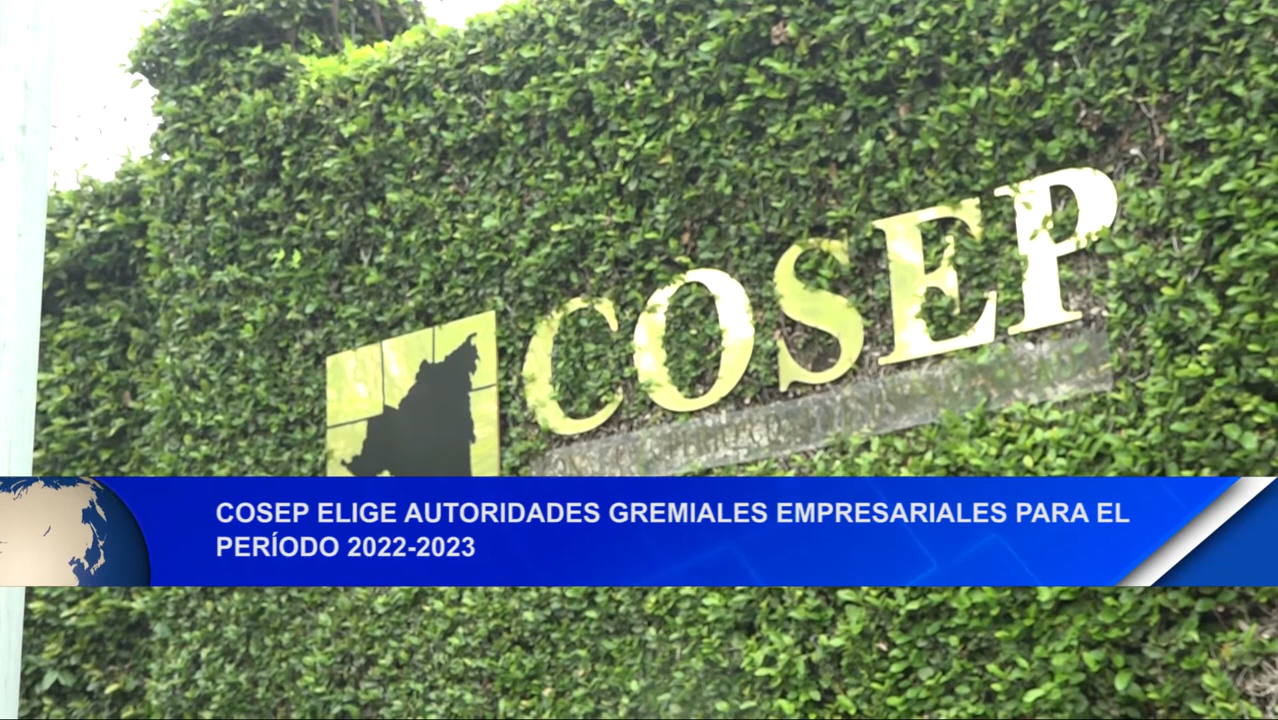 COSEP
COSEP ELIGE AUTORIDADES GREMIALES EMPRESARIALES PARA EL
PERÍODO 2022-2023